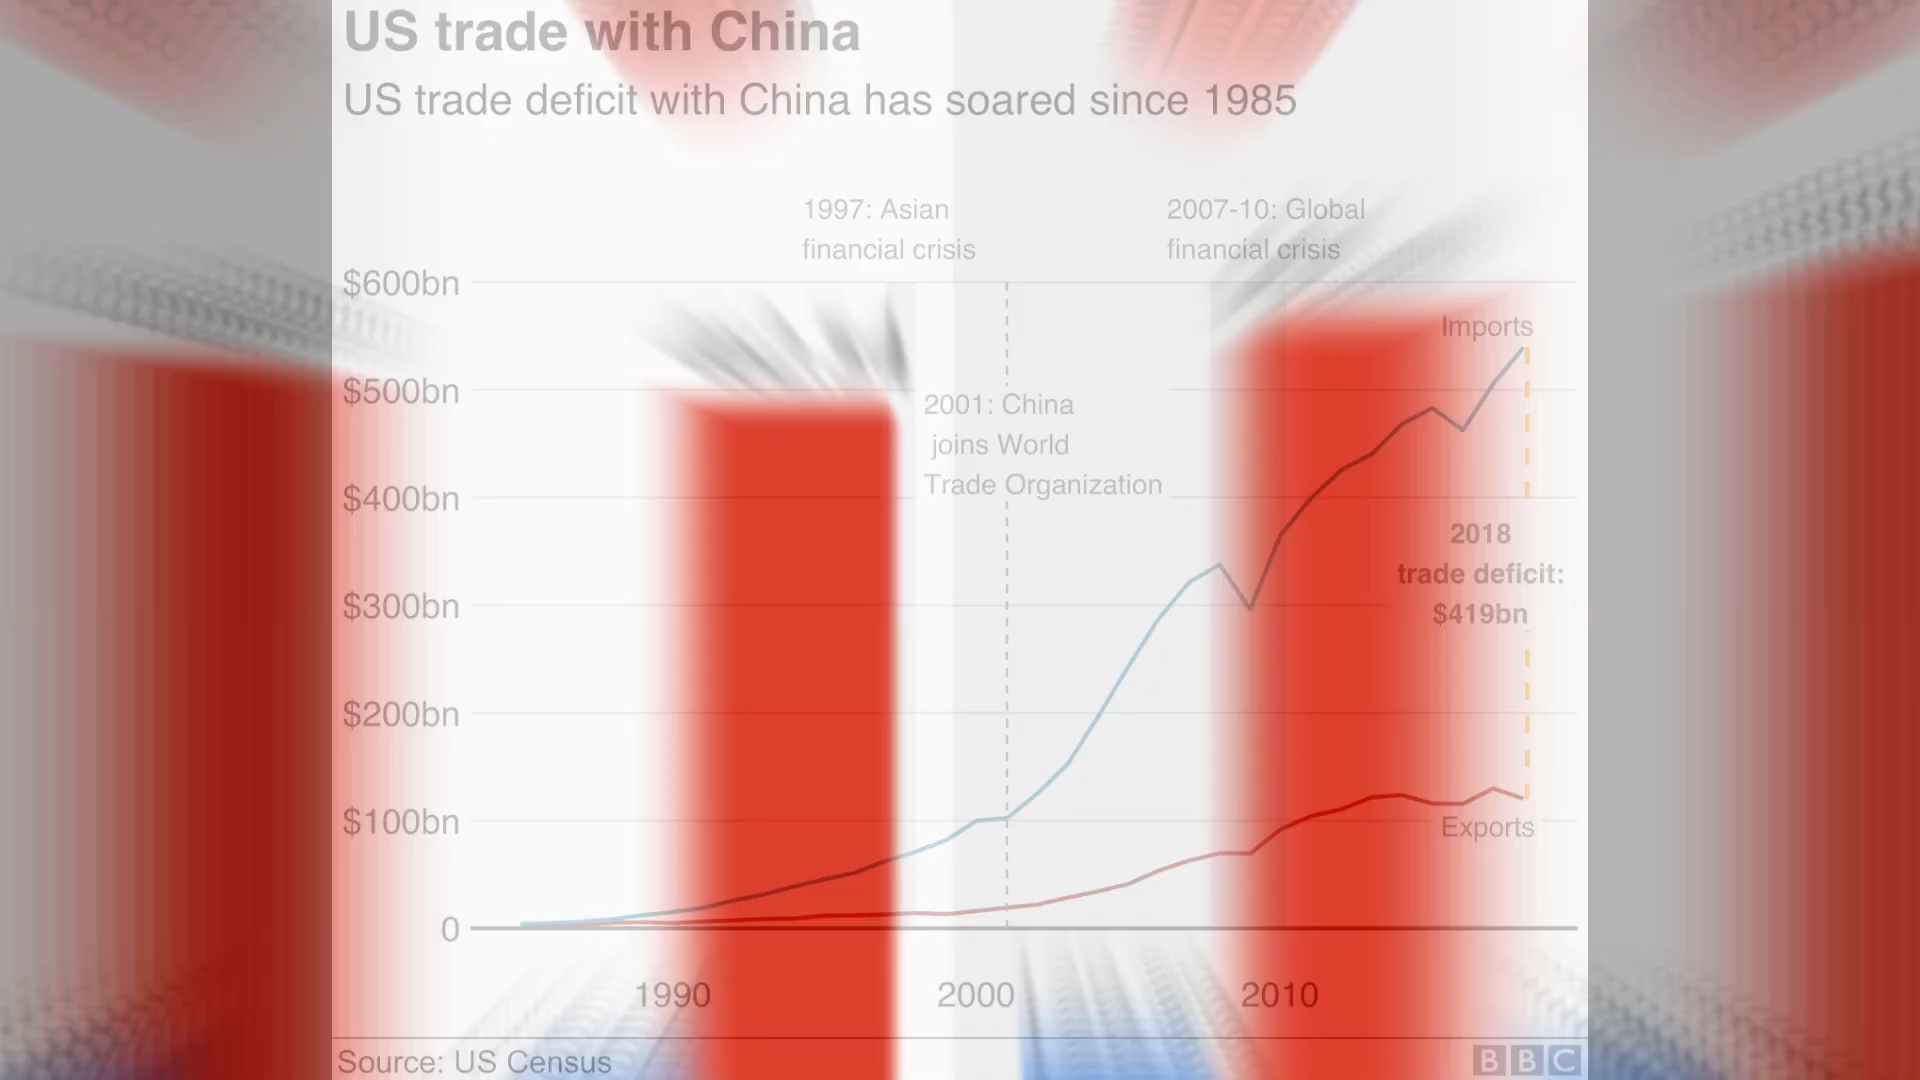 US trade with China
US trade deficit with China has soared since 1985
1997: Asian
financial crisis
2007-10: Global
financial crisis
$600bn
Imports
$500bn
2001: China
joins World
Trade Organization
$400bn
2018
trade deficit:
$419bn
$300bn
$200bn
$100bn
Exports
0
1990
2000
2010
Source: US Census
BBC